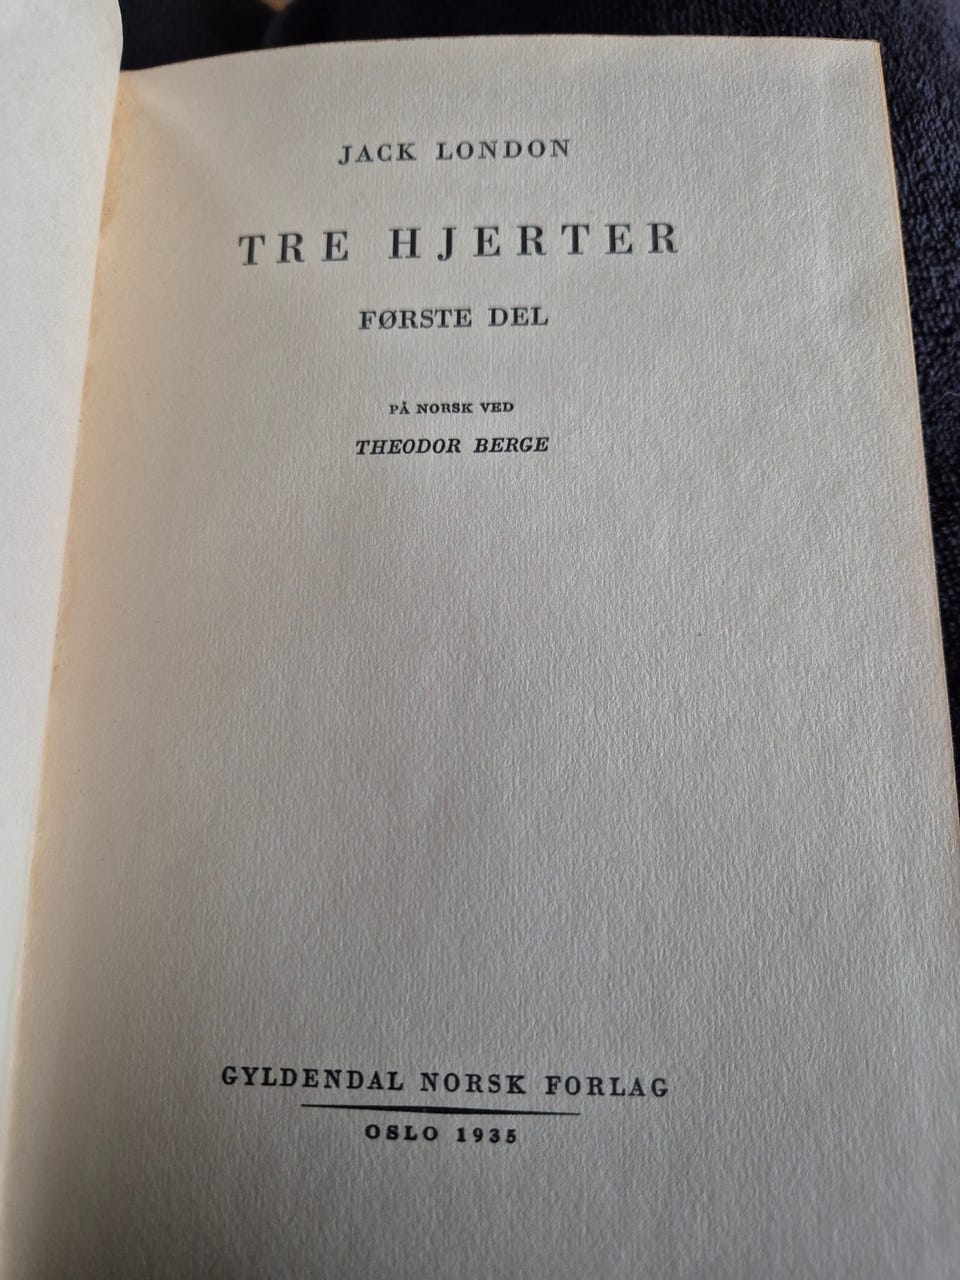 JACK LONDON
TRE HJERTER
FØRSTE DEL
PÅ NORSK VED
THEODOR BERGE
GYLDENDAL NORSK FORLAG
OSLO 1935